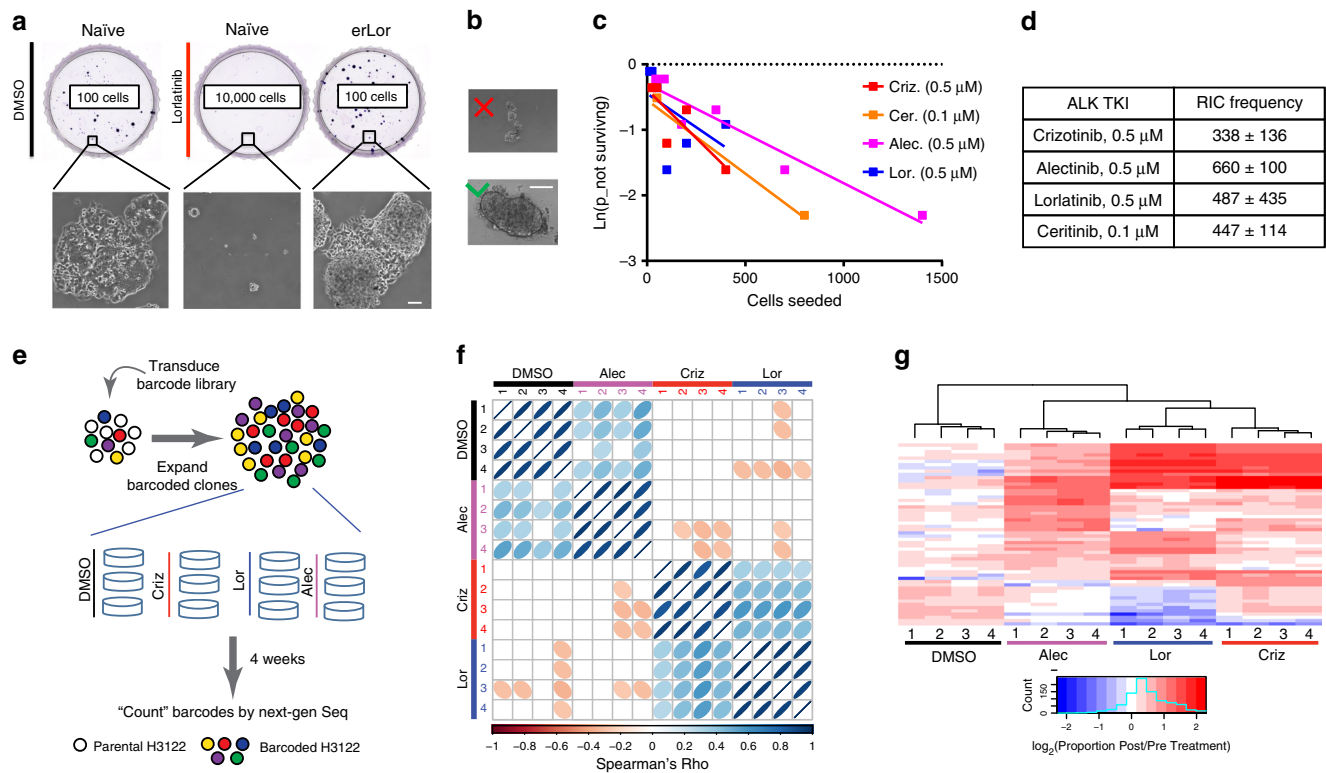 a
Naïve
Naïve
erLor
DMSO
Lorlatinib
100 cells
10,000 cells
100 cells
b
c
Ln(p_not survivng)
0
−1
−2
−3
0
500
1000
1500
Cells seeded
Criz. (0.5 µM)
Cer. (0.1 µM)
Alec. (0.5 µM)
Lor. (0.5 µM)
d
ALK TKI RIC frequency
Crizotinib, 0.5 µM 338 ± 136
Alectinib, 0.5 µM 660 ± 100
Lorlatinib, 0.5 µM 487 ± 435
Ceritinib, 0.1 µM 447 ± 114
e
Transduce
barcode library
Expand
barcoded clones
DMSO
Criz
Lor
Alec
4 weeks
“Count” barcodes by next-gen Seq
Parental H3122
Barcoded H3122
f
DMSO Alec Criz Lor
1 2 3 4 1 2 3 4 1 2 3 4 1 2 3 4
DMSO
1
2
3
4
Alec
1
2
3
4
Criz
1
2
3
4
Lor
1
2
3
4
−1 −0.8 −0.6 −0.4 −0.2 0 0.2 0.4 0.6 0.8 1
Spearman’s Rho
g
1 2 3 4 1 2 3 4 1 2 3 4 1 2 3 4
DMSO Alec Lor Criz
Count
0
150
−2 −1 0 1 2
log2(Proportion Post/Pre Treatment)